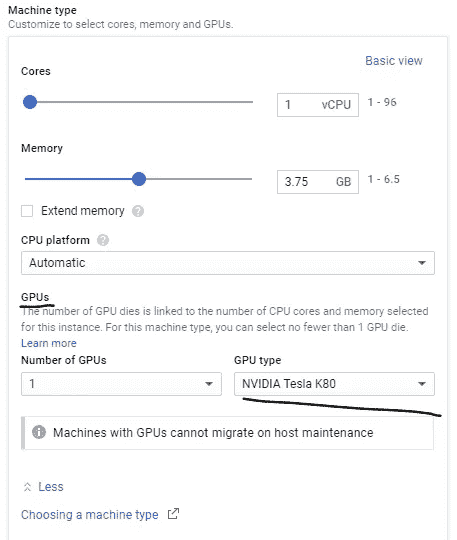 Machine type
Customize to select cores, memory and GPUs.
Basic view
Cores
1 vCPU 1 - 96
Memory
3.75 GB 1 - 6.5
Extend memory ?
CPU platform ?
Automatic
GPUs
The number of GPU dies is linked to the number of CPU cores and memory selected
for this instance. For this machine type, you can select no fewer than 1 GPU die.
Learn more
Number of GPUs GPU type
1 NVIDIA Tesla K80
Machines with GPUs cannot migrate on host maintenance
Less
Choosing a machine type